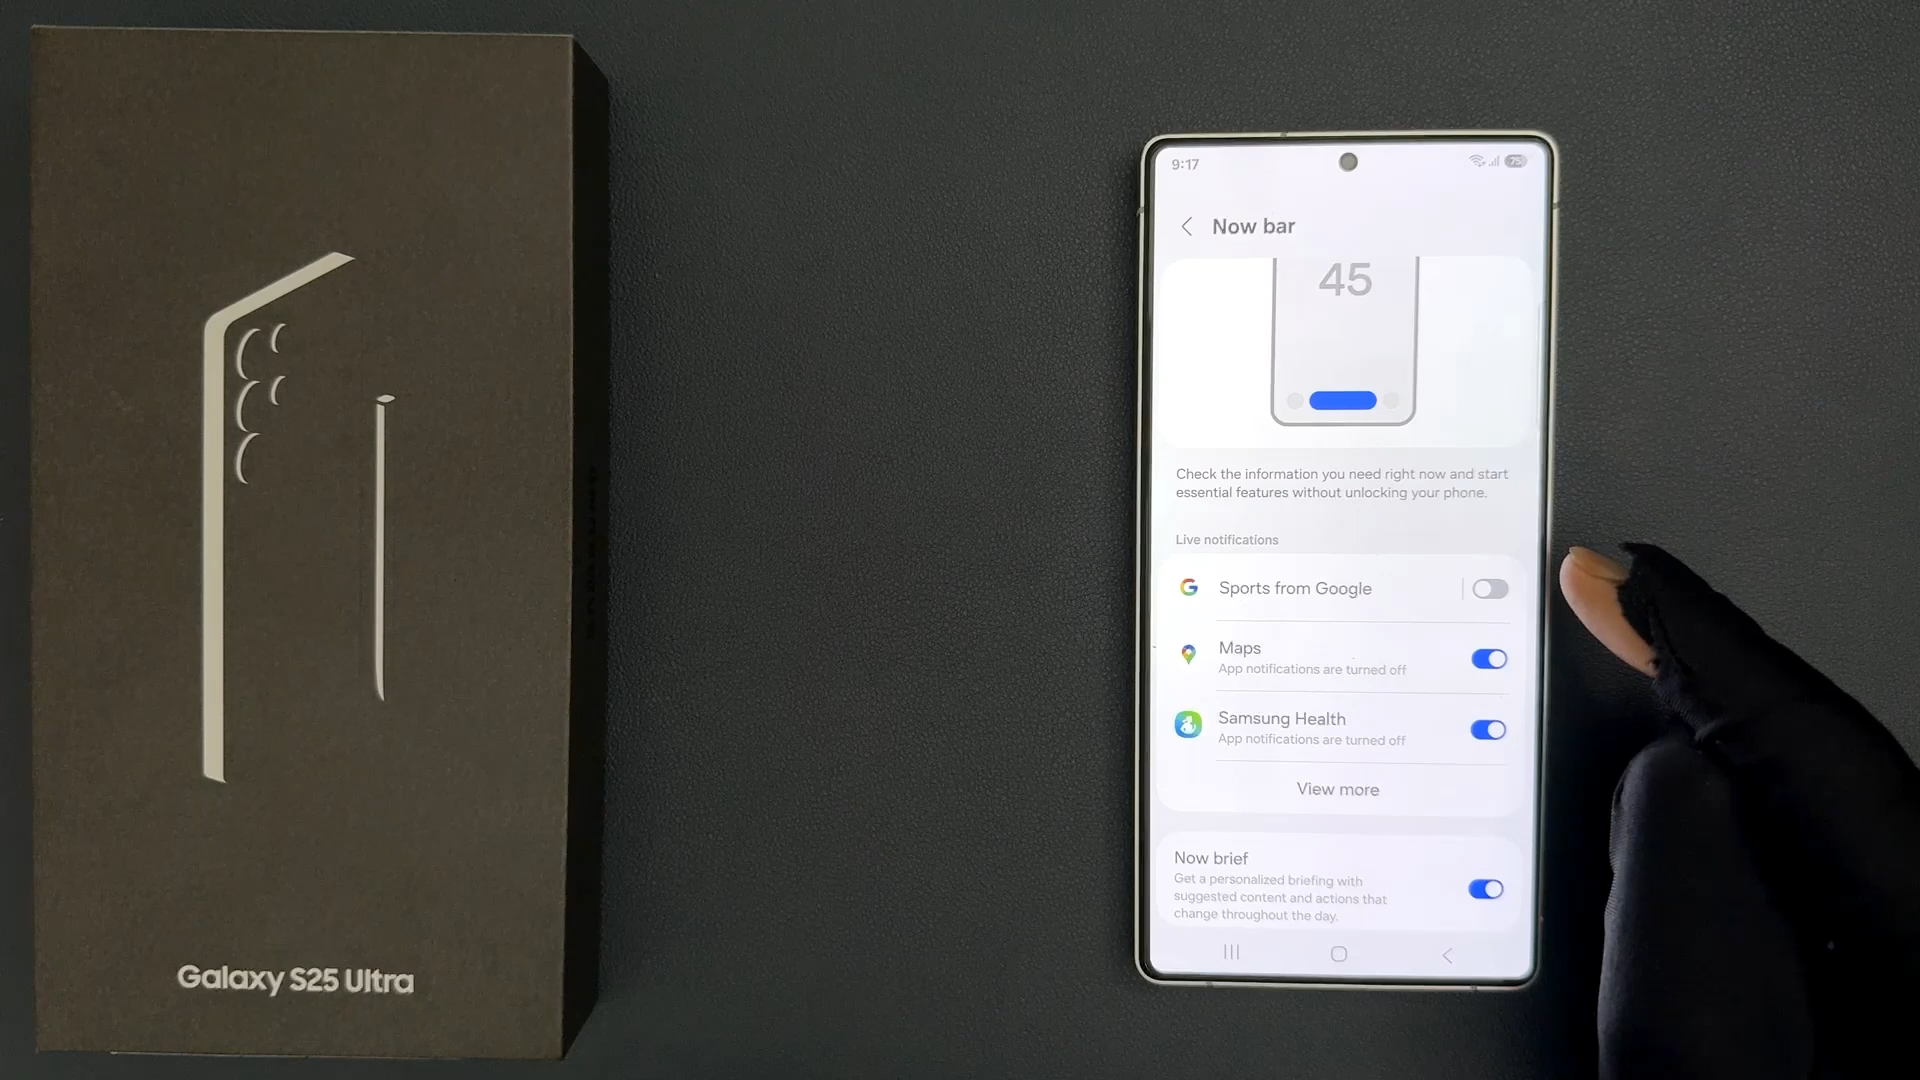 Galaxy S25 Ultra
9:17
75
Now bar
45
Check the information you need right now and start
essential features without unlocking your phone.
Live notifications
Sports from Google
Maps
App notifications are turned off
Samsung Health
App notifications are turned off
View more
Now brief
Get a personalized briefing with
suggested content and actions that
change throughout the day.